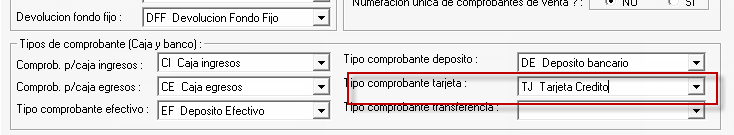 Numeración unica de comprobantes de venta ? : NO SI
Devolucion fondo fijo : DFF Devolucion Fondo Fijo
Tipos de comprobante (Caja y banco) :
Comprob. p/caja ingresos : CI Caja ingresos Tipo comprobante deposito : DE Deposito bancario
Comprob. p/caja egresos : CE Caja egresos Tipo comprobante tarjeta : TJ Tarjeta Credito
Tipo comprobante efectivo : EF Deposito Efectivo Tipo comprobante transferencia :